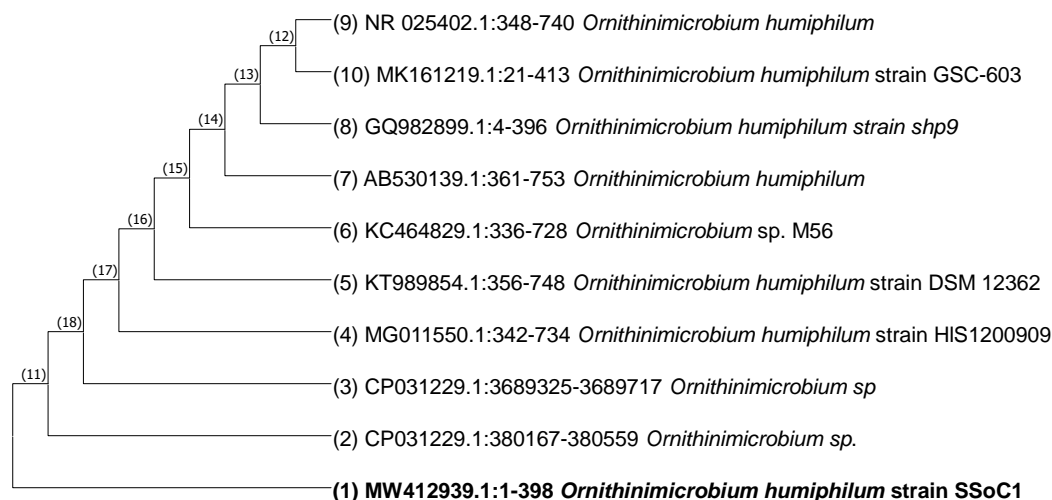 (9) NR 025402.1:348-740 Ornithinimicrobium humiphilum
(12)
(10) MK161219.1:21-413 Ornithinimicrobium humiphilum strain GSC-603
(13)
(8) GQ982899.1:4-396 Ornithinimicrobium humiphilum strain shp9
(14)
(7) AB530139.1:361-753 Ornithinimicrobium humiphilum
(15)
(6) KC464829.1:336-728 Ornithinimicrobium sp. M56
(16)
(5) KT989854.1:356-748 Ornithinimicrobium humiphilum strain DSM 12362
(17)
(4) MG011550.1:342-734 Ornithinimicrobium humiphilum strain HIS1200909
(18)
(3) CP031229.1:3689325-3689717 Ornithinimicrobium sp
(11)
(2) CP031229.1:380167-380559 Ornithinimicrobium sp.
(1) MW412939.1:1-398 Ornithinimicrobium humiphilum strain SSoC1